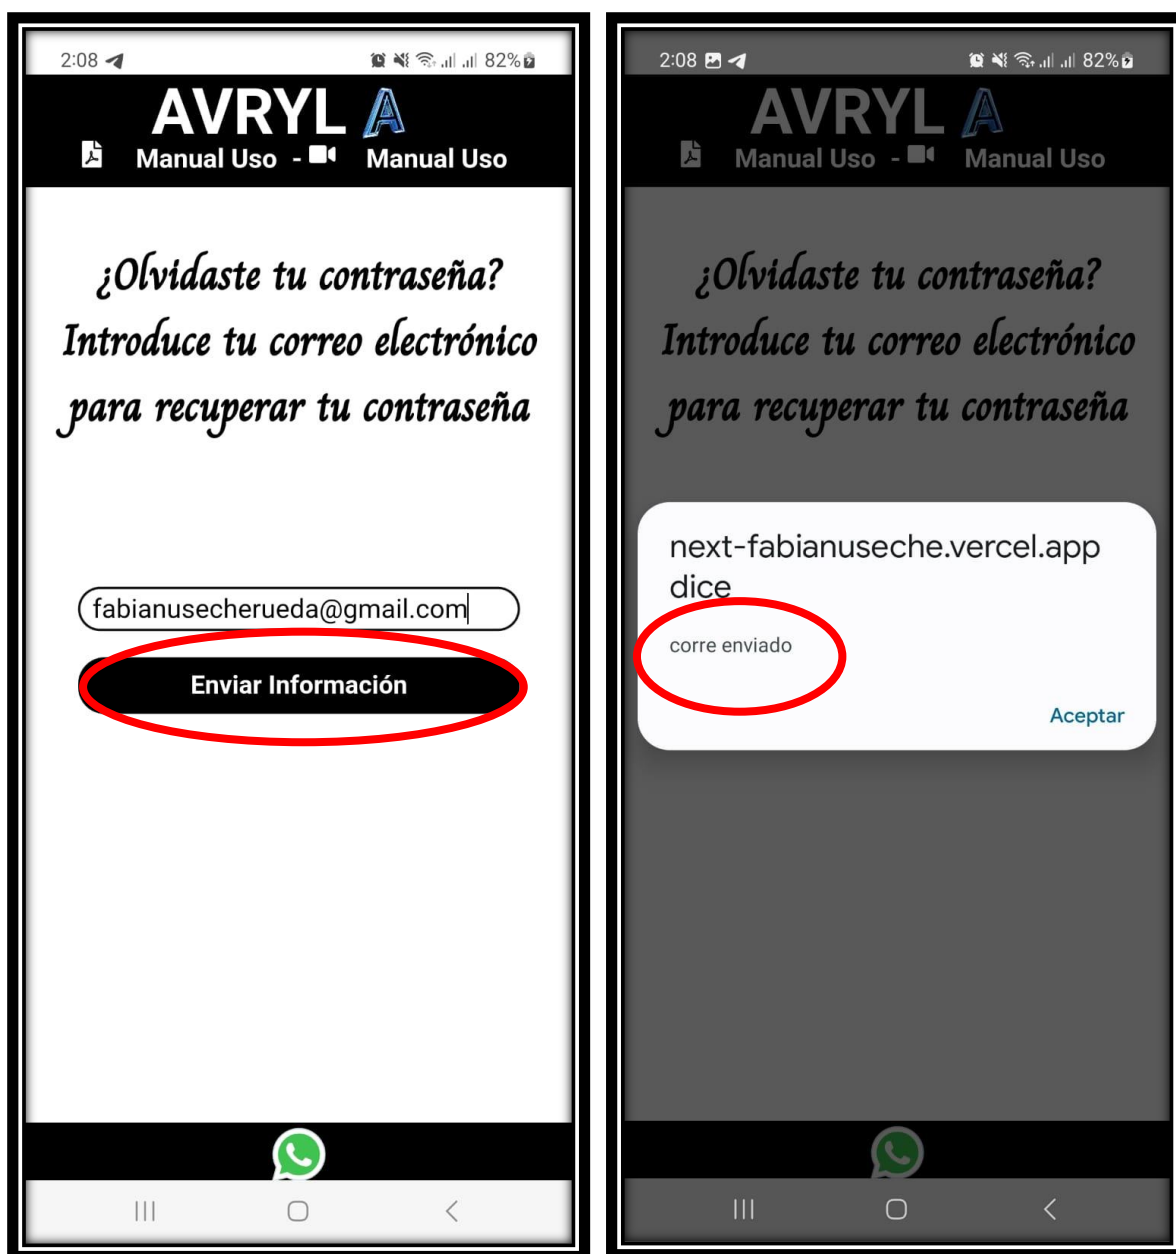 2:08 82%
AVRYL A
Manual Uso - Manual Uso
¿Olvidaste tu contraseña?
Introduce tu correo electrónico
para recuperar tu contraseña
fabianusecherueda@gmail.com
Enviar Información
2:08 82%
AVRYL A
Manual Uso - Manual Uso
¿Olvidaste tu contraseña?
Introduce tu correo electrónico
para recuperar tu contraseña
next-fabianuseche.vercel.app
dice
corre enviado
Aceptar